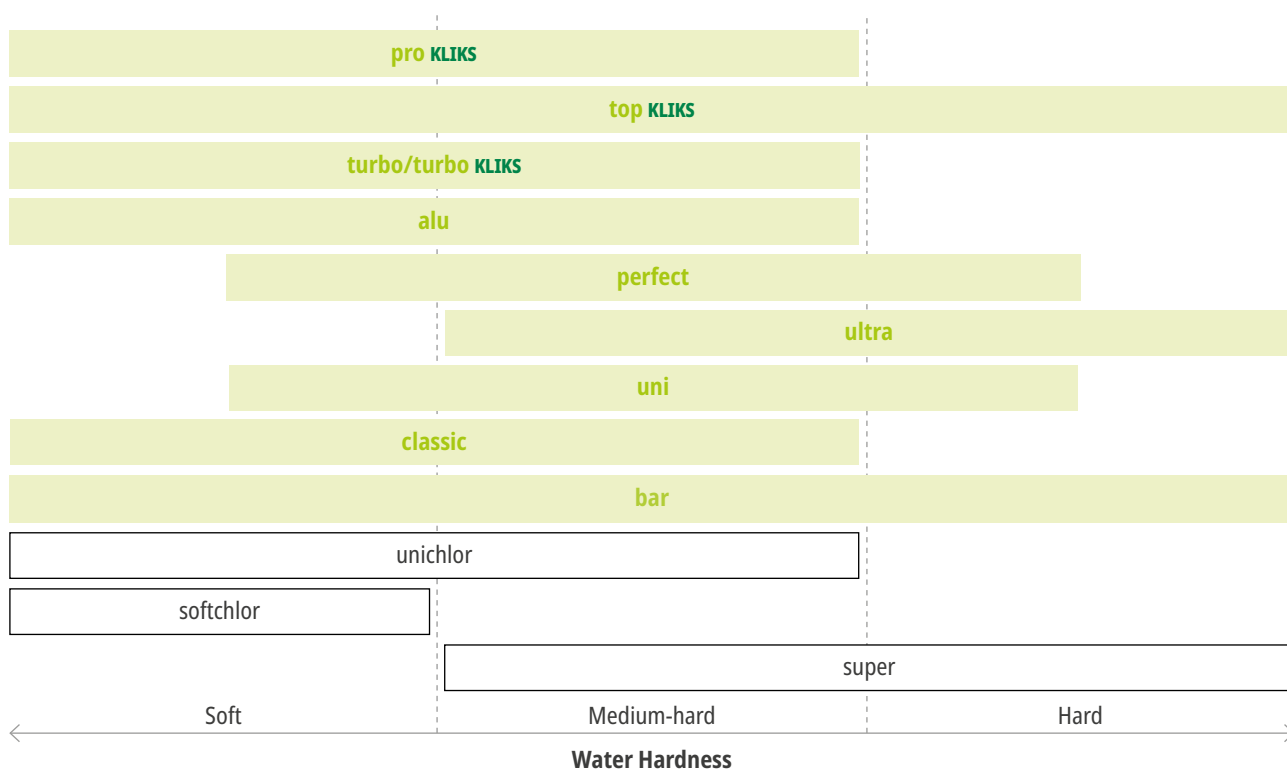 pro KLIKS
top KLIKS
turbo/turbo KLIKS
alu
perfect
ultra
uni
classic
bar
unichlor
softchlor
super
Soft Medium-hard Hard
Water Hardness